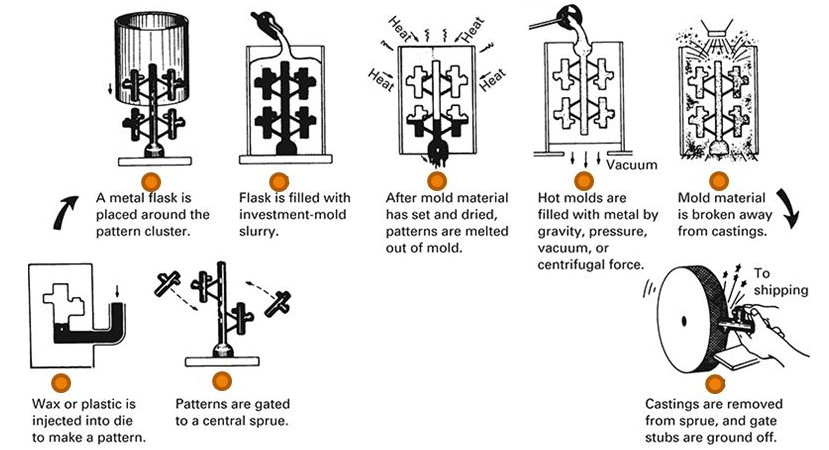 Heat
Heat
Heat
Heat
Vacuum
A metal flask is
placed around the
pattern cluster.
Flask is filled with
investment-mold
slurry.
After mold material
has set and dried,
patterns are melted
out of mold.
Hot molds are
filled with metal by
gravity, pressure,
vacuum, or
centrifugal force.
Mold material
is broken away
from castings.
To
shipping
Wax or plastic is
injected into die
to make a pattern.
Patterns are gated
to a central sprue.
Castings are removed
from sprue, and gate
stubs are ground off.